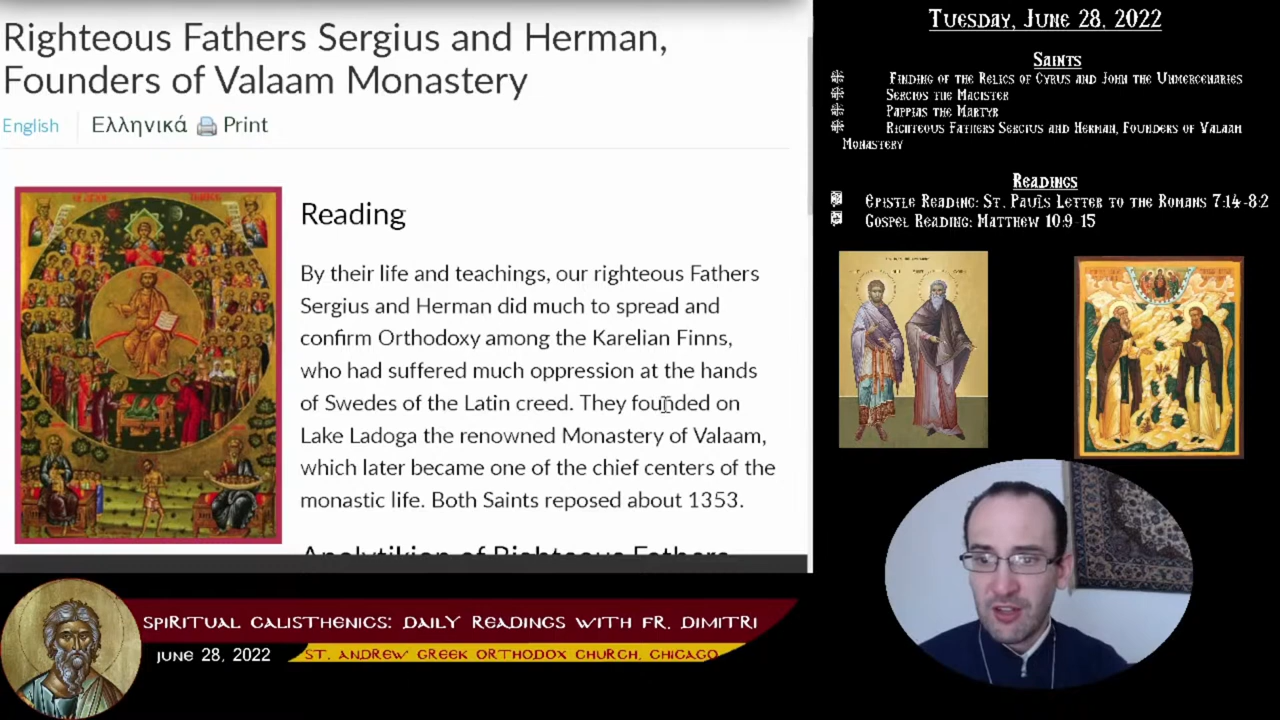 Righteous Fathers Sergius and Herman,
Founders of Valaam Monastery
English Ελληνικά Print
Reading
By their life and teachings, our righteous Fathers
Sergius and Herman did much to spread and
confirm Orthodoxy among the Karelian Finns,
who had suffered much oppression at the hands
of Swedes of the Latin creed. They founded on
Lake Ladoga the renowned Monastery of Valaam,
which later became one of the chief centers of the
monastic life. Both Saints reposed about 1353.
of Righteous Fathers
Tuesday, June 28, 2022
Saints
Finding of the Relics of Cyrus and John the Unmercenaries
Sergios the Magister
Pappias the Martyr
Righteous Fathers Sergius and Herman, Founders of Valaam
Monastery
Readings
Epistle Reading: St. Paul's Letter to the Romans 7:14-8:2
Gospel Reading: Matthew 10:9-15
SPIRITUAL CALISTHENICS: DAILY READINGS WITH FR. DIMITRI
JUNE 28, 2022
ST. ANDREW GREEK ORTHODOX CHURCH, CHICAGO